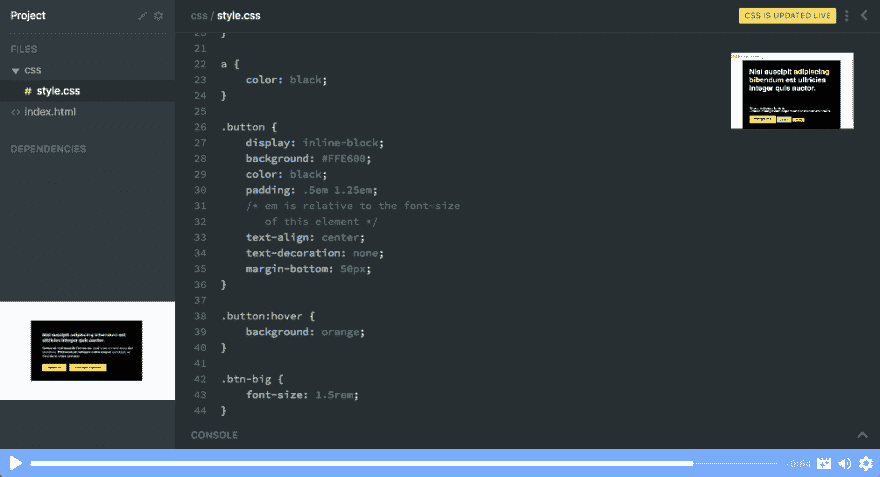 Project
FILES
css
# style.css
<> index.html
DEPENDENCIES
css / style.css
CSS IS UPDATED LIVE
20 }
21
22 a {
23 color: black;
24 }
25
26 .button {
27 display: inline-block;
28 background: #FFE600;
29 color: black;
30 padding: .5em 1.25em;
31 /* em is relative to the font-size
32 of this element */
33 text-align: center;
34 text-decoration: none;
35 margin-bottom: 50px;
36 }
37
38 .button:hover {
39 background: orange;
40 }
41
42 .btn-big {
43 font-size: 1.5rem;
44 }
Nisl suscipit adipiscing
bibendum est ultricies
integer quis auctor.
Nisl suscipit adipiscing bibendum est
ultricies integer quis auctor.
CONSOLE